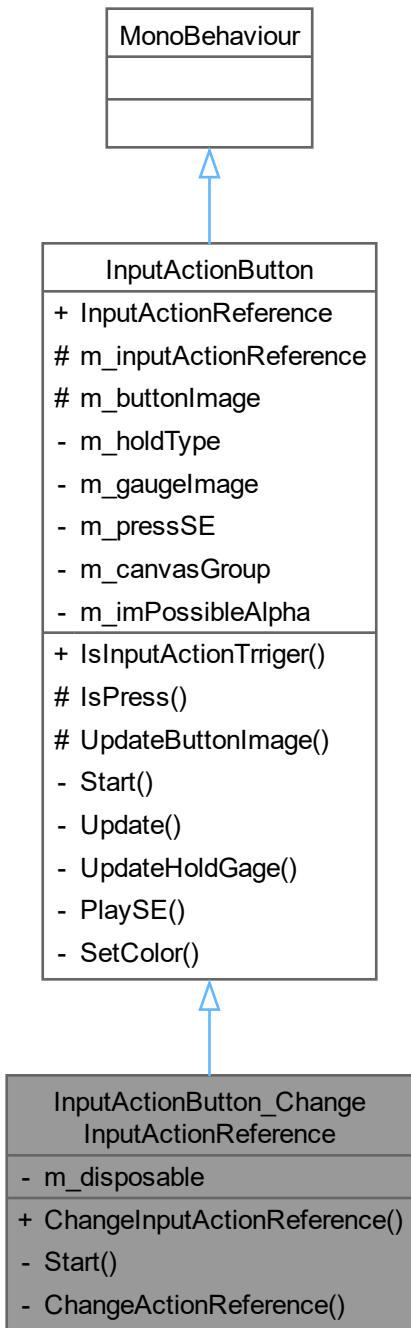 MonoBehaviour
InputActionButton
+ InputActionReference
# m_inputActionReference
# m_buttonImage
- m_holdType
- m_gaugeImage
- m_pressSE
- m_canvasGroup
- m_imPossibleAlpha
+ IsInputActionTrriger()
# IsPress()
# UpdateButtonImage()
- Start()
- Update()
- UpdateHoldGage()
- PlaySE()
- SetColor()
InputActionButton_Change
InputActionReference
- m_disposable
+ ChangeInputActionReference()
- Start()
- ChangeActionReference()